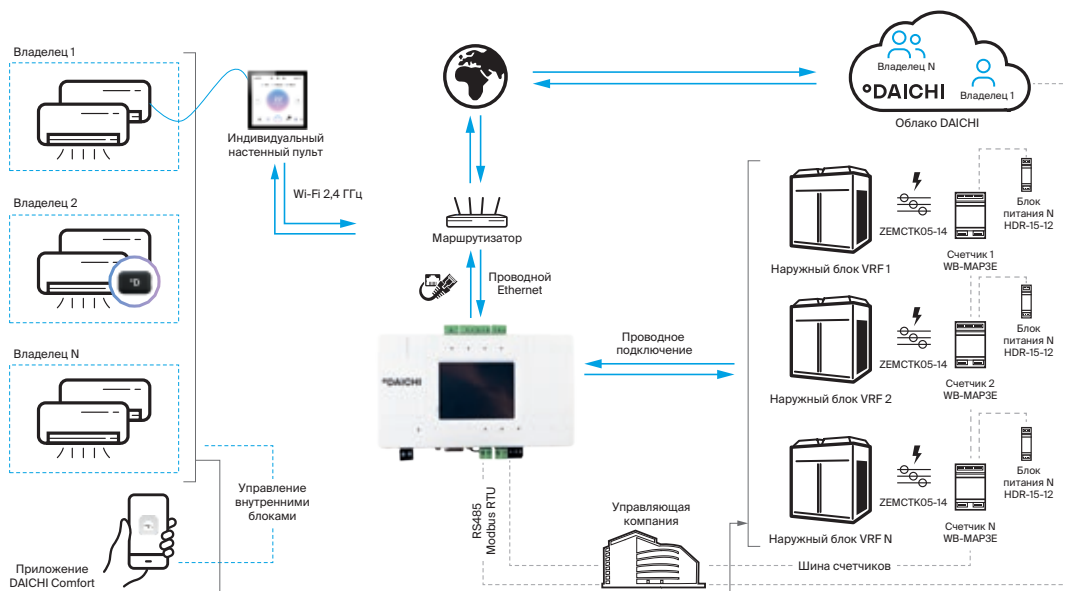 Владелец 1
Индивидуальный
настенный пульт
Wi-Fi 2,4 ГГц
Владелец 2
°D
Владелец N
Управление
внутренними
блоками
Приложение
DAICHI Comfort
Маршрутизатор
Проводной
Ethernet
°DAICHI
RS485
Modbus RTU
Проводное
подключение
Управляющая
компания
Шина счетчиков
Владелец N
°DAICHI
Владелец 1
Облако DAICHI
Наружный блок VRF 1
ZEMCTK05-14
Счетчик 1
WB-MAP3E
Блок
питания N
HDR-15-12
Наружный блок VRF 2
ZEMCTK05-14
Счетчик 2
WB-MAP3E
Блок
питания N
HDR-15-12
Наружный блок VRF N
ZEMCTK05-14
Счетчик N
WB-MAP3E
Блок
питания N
HDR-15-12